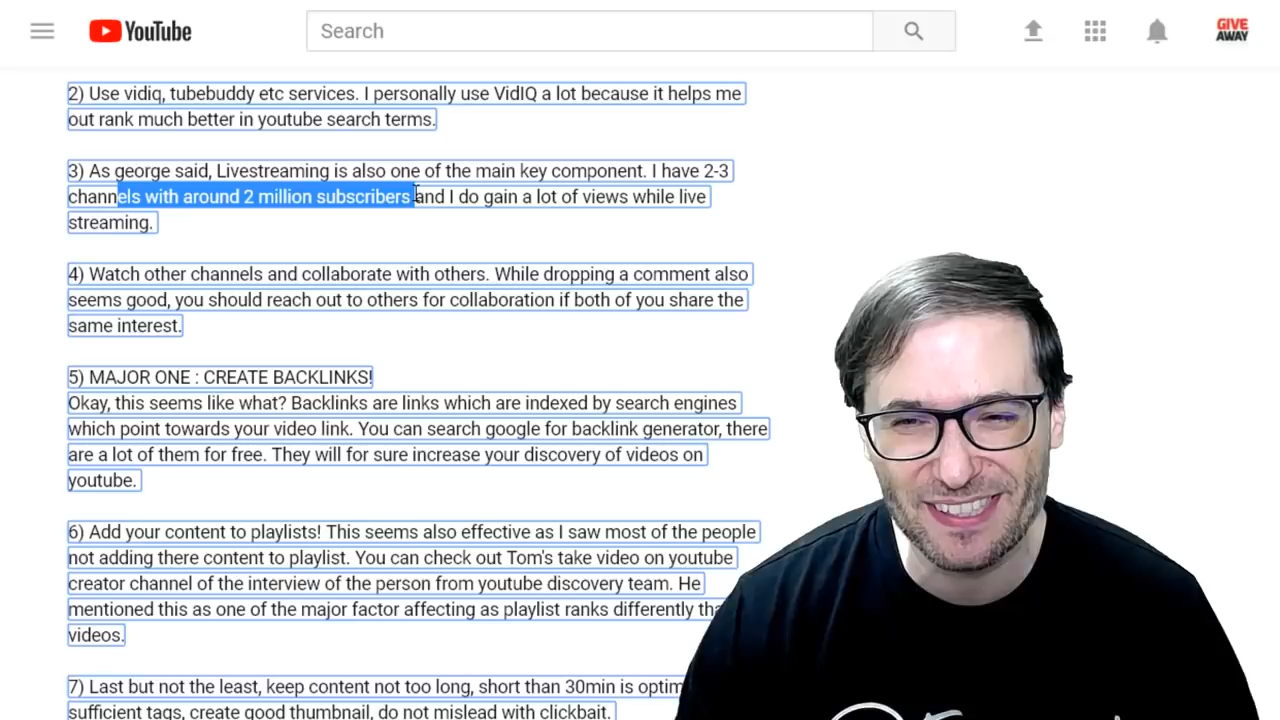 YouTube
Search
GIVE
AWAY
2) Use vidiq, tubebuddy etc services. I personally use VidIQ a lot because it helps me
out rank much better in youtube search terms.
3) As george said, Livestreaming is also one of the main key component. I have 2-3
channels with around 2 million subscribers and I do gain a lot of views while live
streaming.
4) Watch other channels and collaborate with others. While dropping a comment also
seems good, you should reach out to others for collaboration if both of you share the
same interest.
5) MAJOR ONE : CREATE BACKLINKS!
Okay, this seems like what? Backlinks are links which are indexed by search engines
which point towards your video link. You can search google for backlink generator, there
are a lot of them for free. They will for sure increase your discovery of videos on
youtube.
6) Add your content to playlists! This seems also effective as I saw most of the people
not adding there content to playlist. You can check out Tom's take video on youtube
creator channel of the interview of the person from youtube discovery team. He
mentioned this as one of the major factor affecting as playlist ranks differently
videos.
7) Last but not the least, keep content not too long, short than 30min is
sufficient tags, create good thumbnail, do not mislead with clickbait.